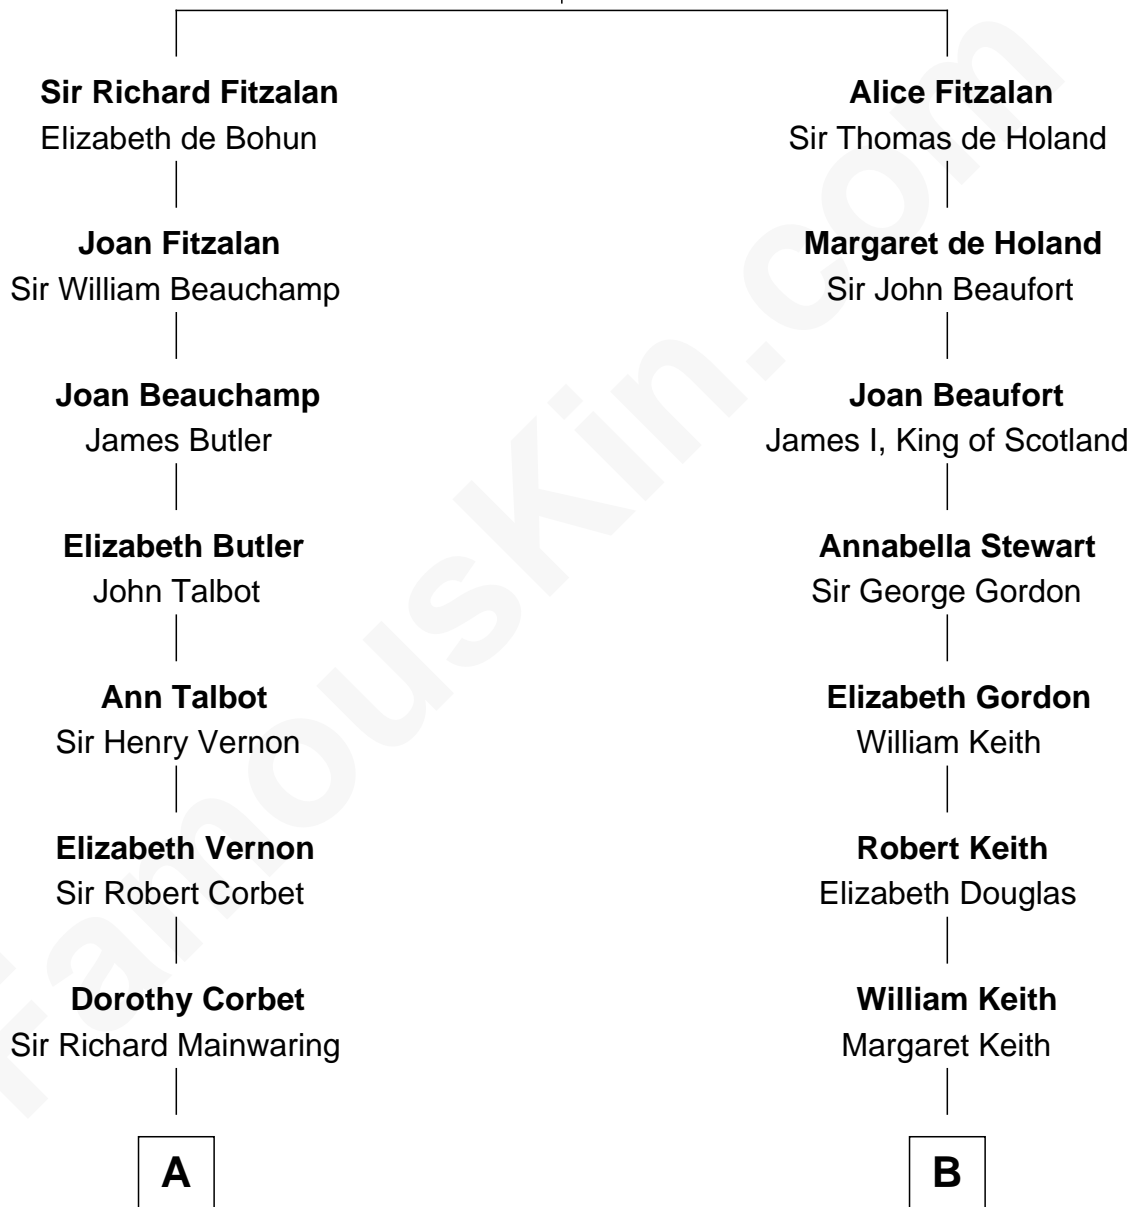 Sir Richard Fitzalan
Elizabeth de Bohun
Joan Fitzalan
Sir William Beauchamp
Joan Beauchamp
James Butler
Elizabeth Butler
John Talbot
Ann Talbot
Sir Henry Vernon
Elizabeth Vernon
Sir Robert Corbet
Dorothy Corbet
Sir Richard Mainwaring
A
Alice Fitzalan
Sir Thomas de Holand
Margaret de Holand
Sir John Beaufort
Joan Beaufort
James I, King of Scotland
Annabella Stewart
Sir George Gordon
Elizabeth Gordon
William Keith
Robert Keith
Elizabeth Douglas
William Keith
Margaret Keith
B
FamousKin.com